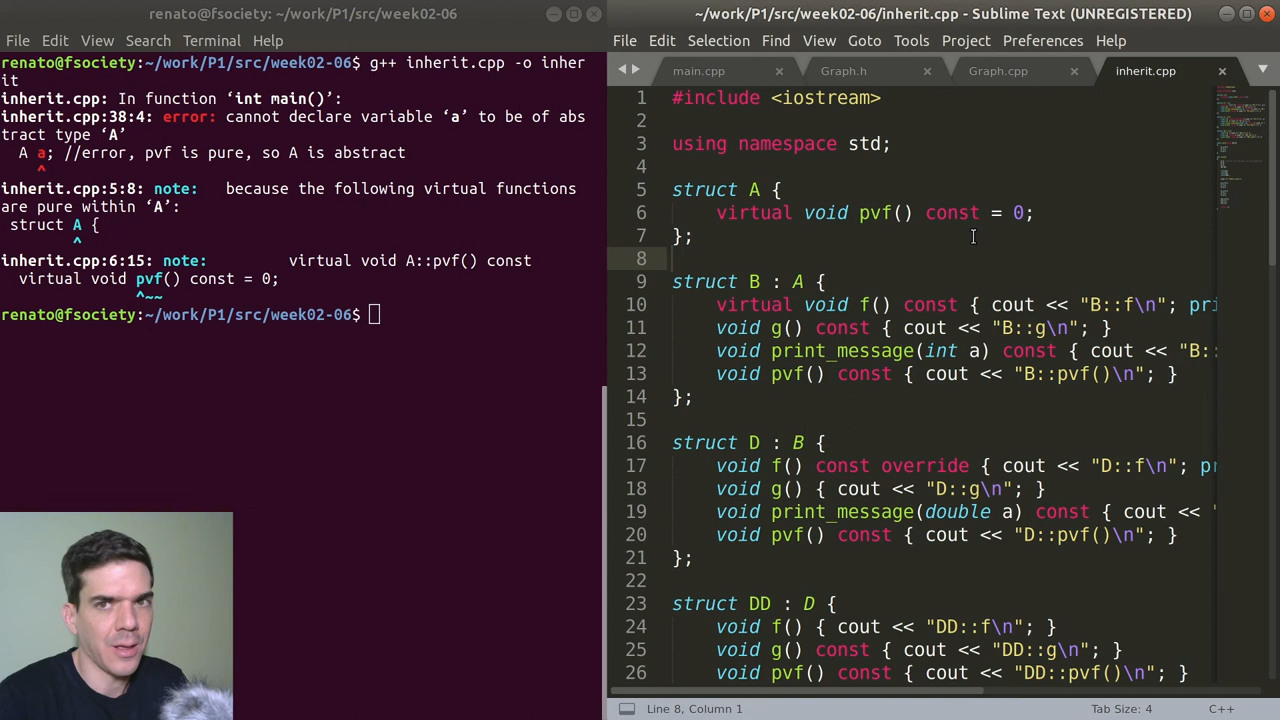 renato@fsociety: ~/work/P1/src/week02-06
File Edit View Search Terminal Help
renato@fsociety:~/work/P1/src/week02-06$ g++ inherit.cpp -o inher
it
inherit.cpp: In function ‘int main()’:
inherit.cpp:38:4: error: cannot declare variable ‘a’ to be of abs
tract type ‘A’
  A a; //error, pvf is pure, so A is abstract
    ^
inherit.cpp:5:8: note:   because the following virtual functions
are pure within ‘A’:
 struct A {
        ^
inherit.cpp:6:15: note:         virtual void A::pvf() const
  virtual void pvf() const = 0;
               ^~~
renato@fsociety:~/work/P1/src/week02-06$
~/work/P1/src/week02-06/inherit.cpp - Sublime Text (UNREGISTERED)
File Edit Selection Find View Goto Tools Project Preferences Help
main.cpp Graph.h Graph.cpp inherit.cpp
1 #include <iostream>
2
3 using namespace std;
4
5 struct A {
6     virtual void pvf() const = 0;
7 };
8
9 struct B : A {
10     virtual void f() const { cout << "B::f\n"; pri
11     void g() const { cout << "B::g\n"; }
12     void print_message(int a) const { cout << "B::
13     void pvf() const { cout << "B::pvf()\n"; }
14 };
15
16 struct D : B {
17     void f() const override { cout << "D::f\n"; pr
18     void g() { cout << "D::g\n"; }
19     void print_message(double a) const { cout << "
20     void pvf() const { cout << "D::pvf()\n"; }
21 };
22
23 struct DD : D {
24     void f() { cout << "DD::f\n"; }
25     void g() const { cout << "DD::g\n"; }
26     void pvf() const { cout << "DD::pvf()\n"; }
Line 8, Column 1 Tab Size: 4 C++